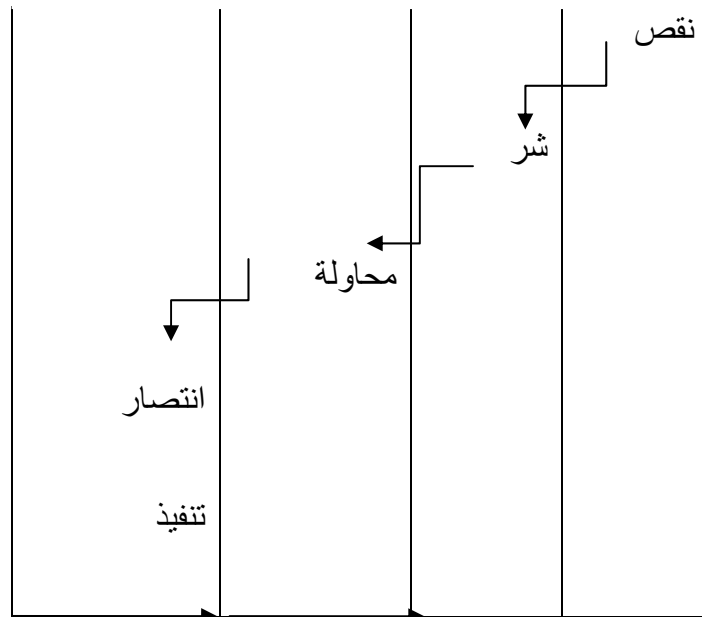 نقص
شر
محاولة
انتصار
تنفيذ